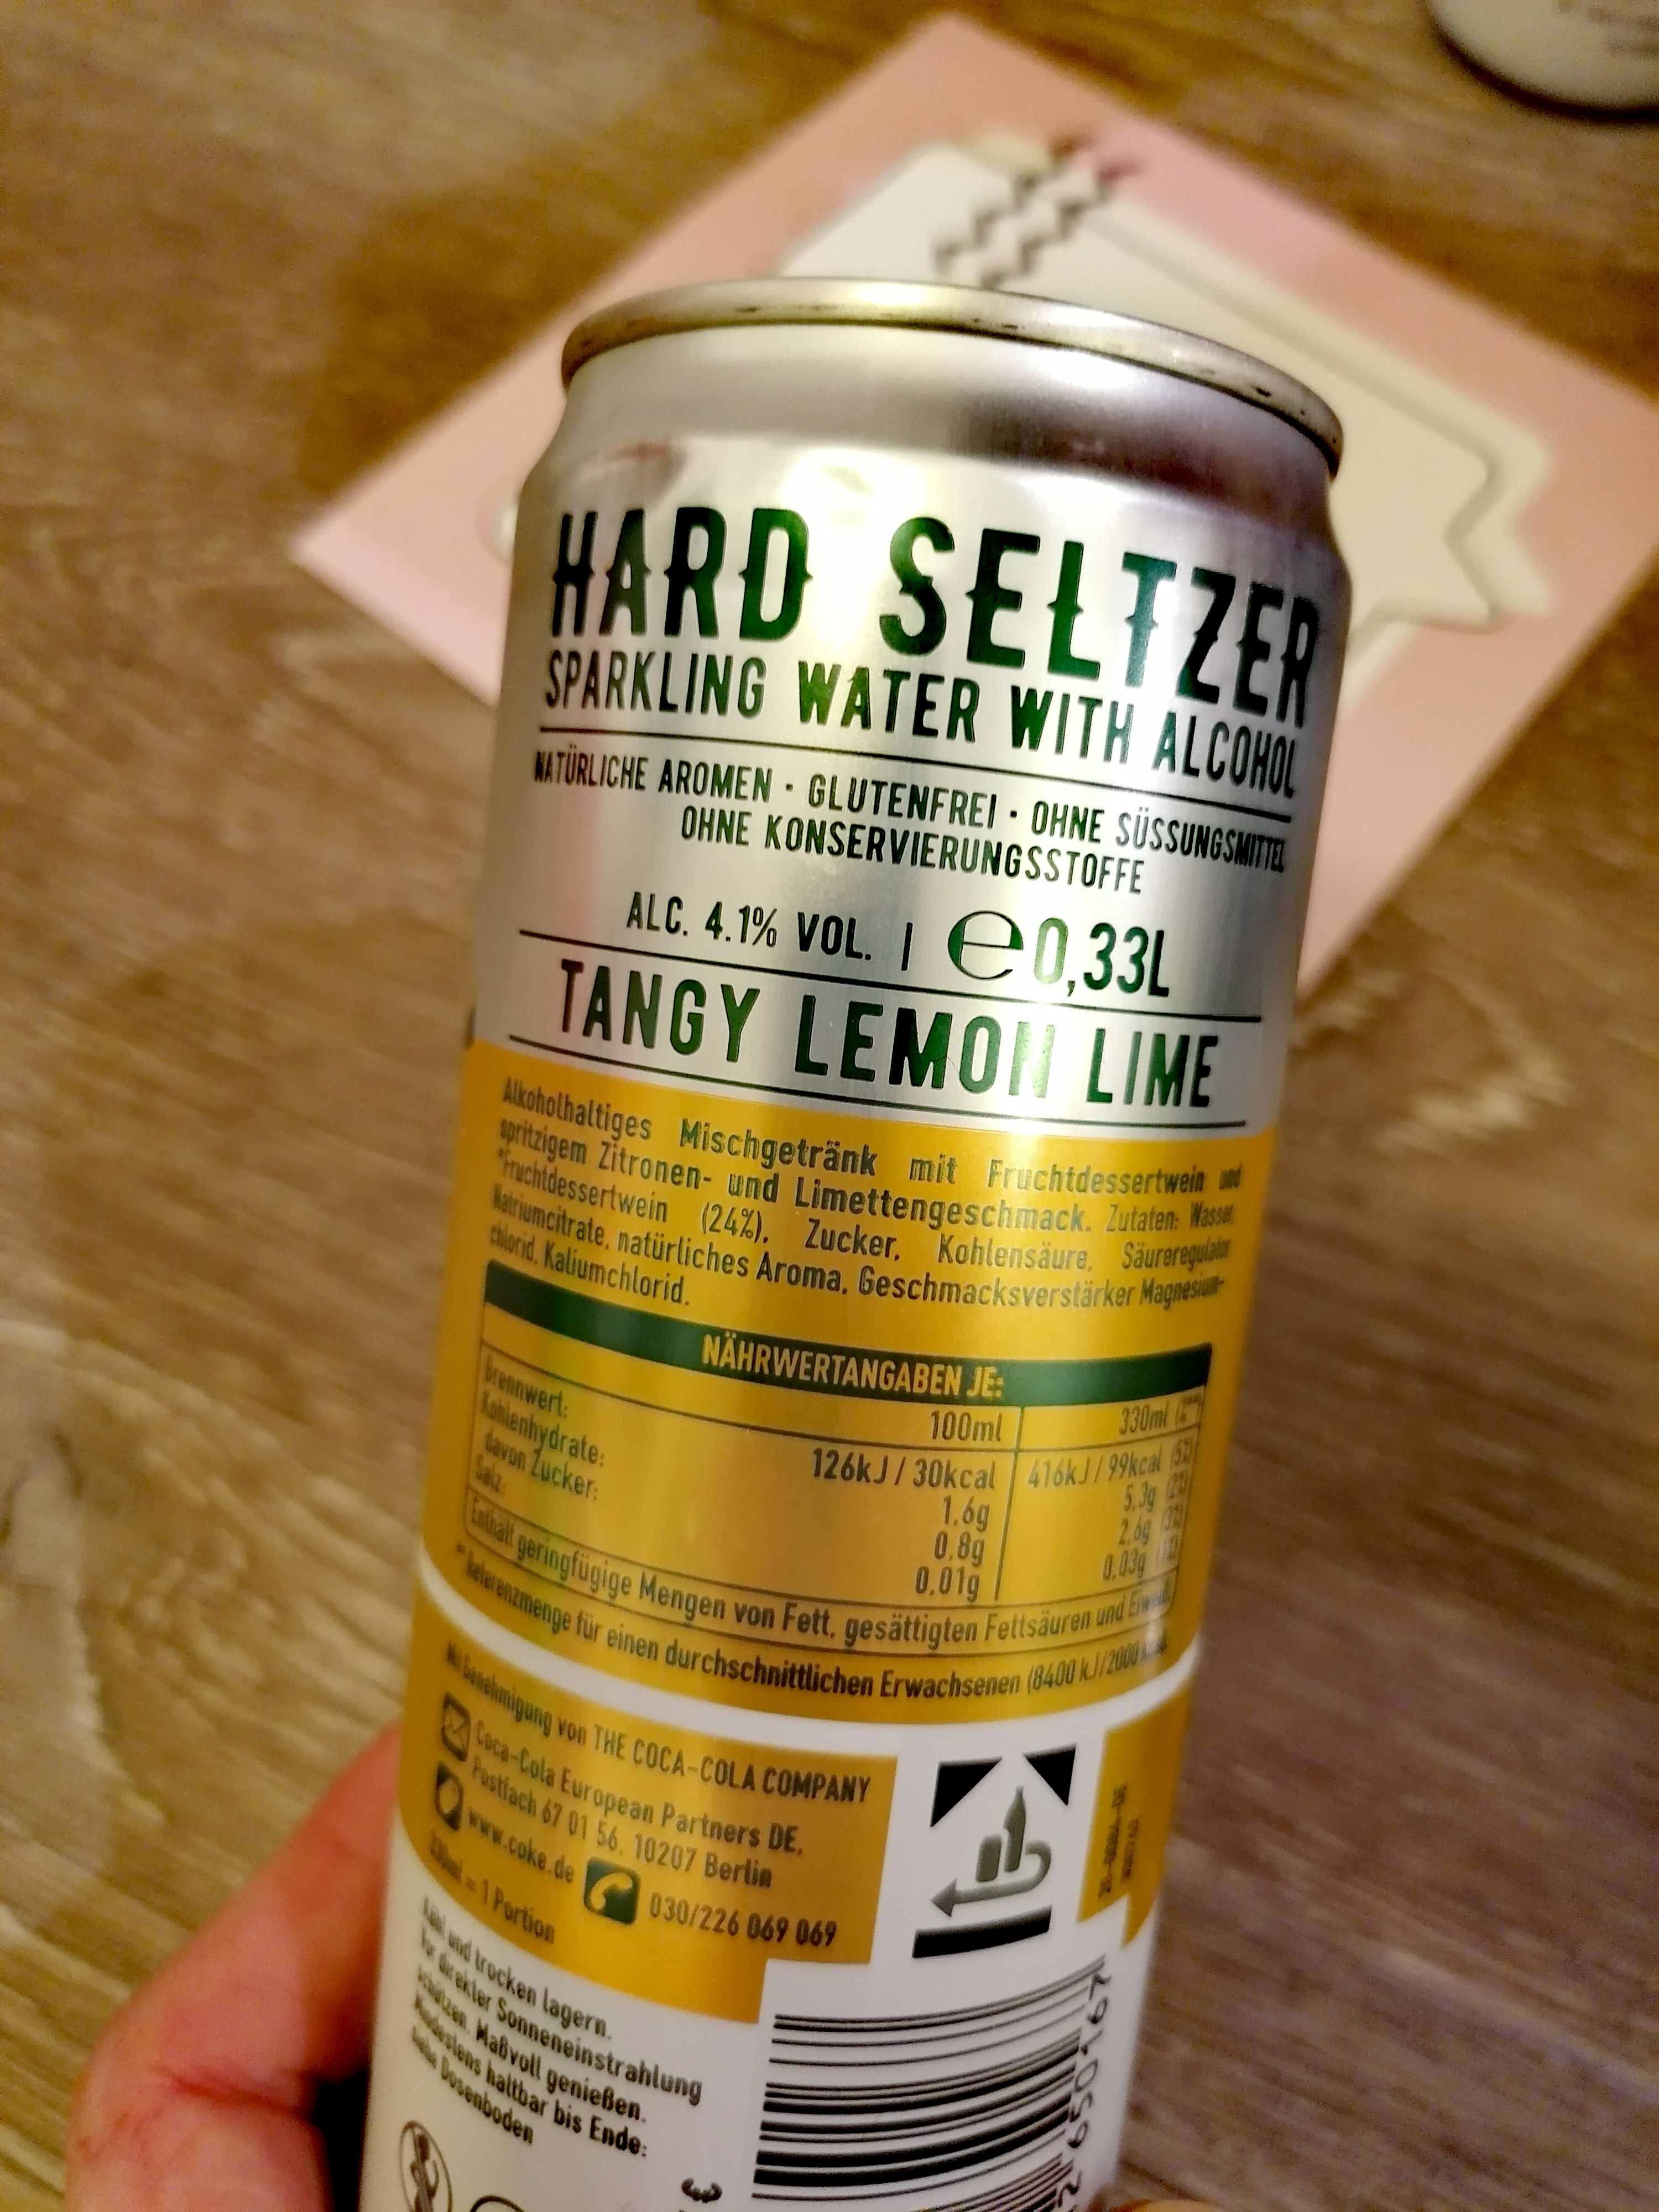 HARD SELTZER
SPARKLING WATER WITH ALCOHOL
NATÜRLICHE AROMEN · GLUTENFREI · OHNE SÜSSUNGSMITTEL
OHNE KONSERVIERUNGSSTOFFE
ALC. 4.1% VOL. | ℮0,33L
TANGY LEMON LIME
Alkoholhaltiges Mischgetränk mit Fruchtdessertwein und
spritzigem Zitronen- und Limettengeschmack. Zutaten: Wasser,
*Fruchtdessertwein (24%), Zucker, Kohlensäure, Säureregulator
Natriumcitrate, natürliches Aroma, Geschmacksverstärker Magnesium-
chlorid, Kaliumchlorid.
NÄHRWERTANGABEN JE:
100ml 330ml
Brennwert: 126kJ / 30kcal 416kJ / 99kcal (5%)
Kohlenhydrate: 1.6g 5,3g (2%)
davon Zucker: 0.8g 2,6g (3%)
Salz: 0.01g 0,03g
Enthält geringfügige Mengen von Fett, gesättigten Fettsäuren und Eiweiß.
**Referenzmenge für einen durchschnittlichen Erwachsenen (8400 kJ/2000 kcal)
Mit Genehmigung von THE COCA-COLA COMPANY
Coca-Cola European Partners DE,
Postfach 67 01 56, 10207 Berlin
www.coke.de 030/226 069 069
330ml = 1 Portion
Kühl und trocken lagern.
Vor direkter Sonneneinstrahlung
schützen. Maßvoll genießen.
Mindestens haltbar bis Ende:
siehe Dosenboden
2650167